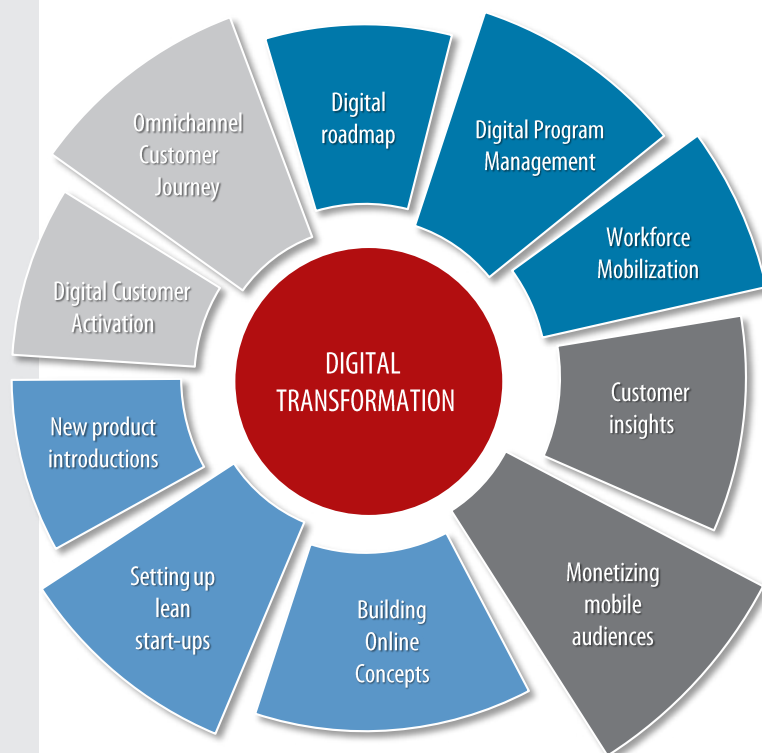 Digital
roadmap
Digital Program
Management
Workforce
Mobilization
Customer
insights
Monetizing
mobile
audiences
Building
Online
Concepts
Setting up
lean
start-ups
New product
introductions
Digital Customer
Activation
Omnichannel
Customer
Journey
DIGITAL
TRANSFORMATION